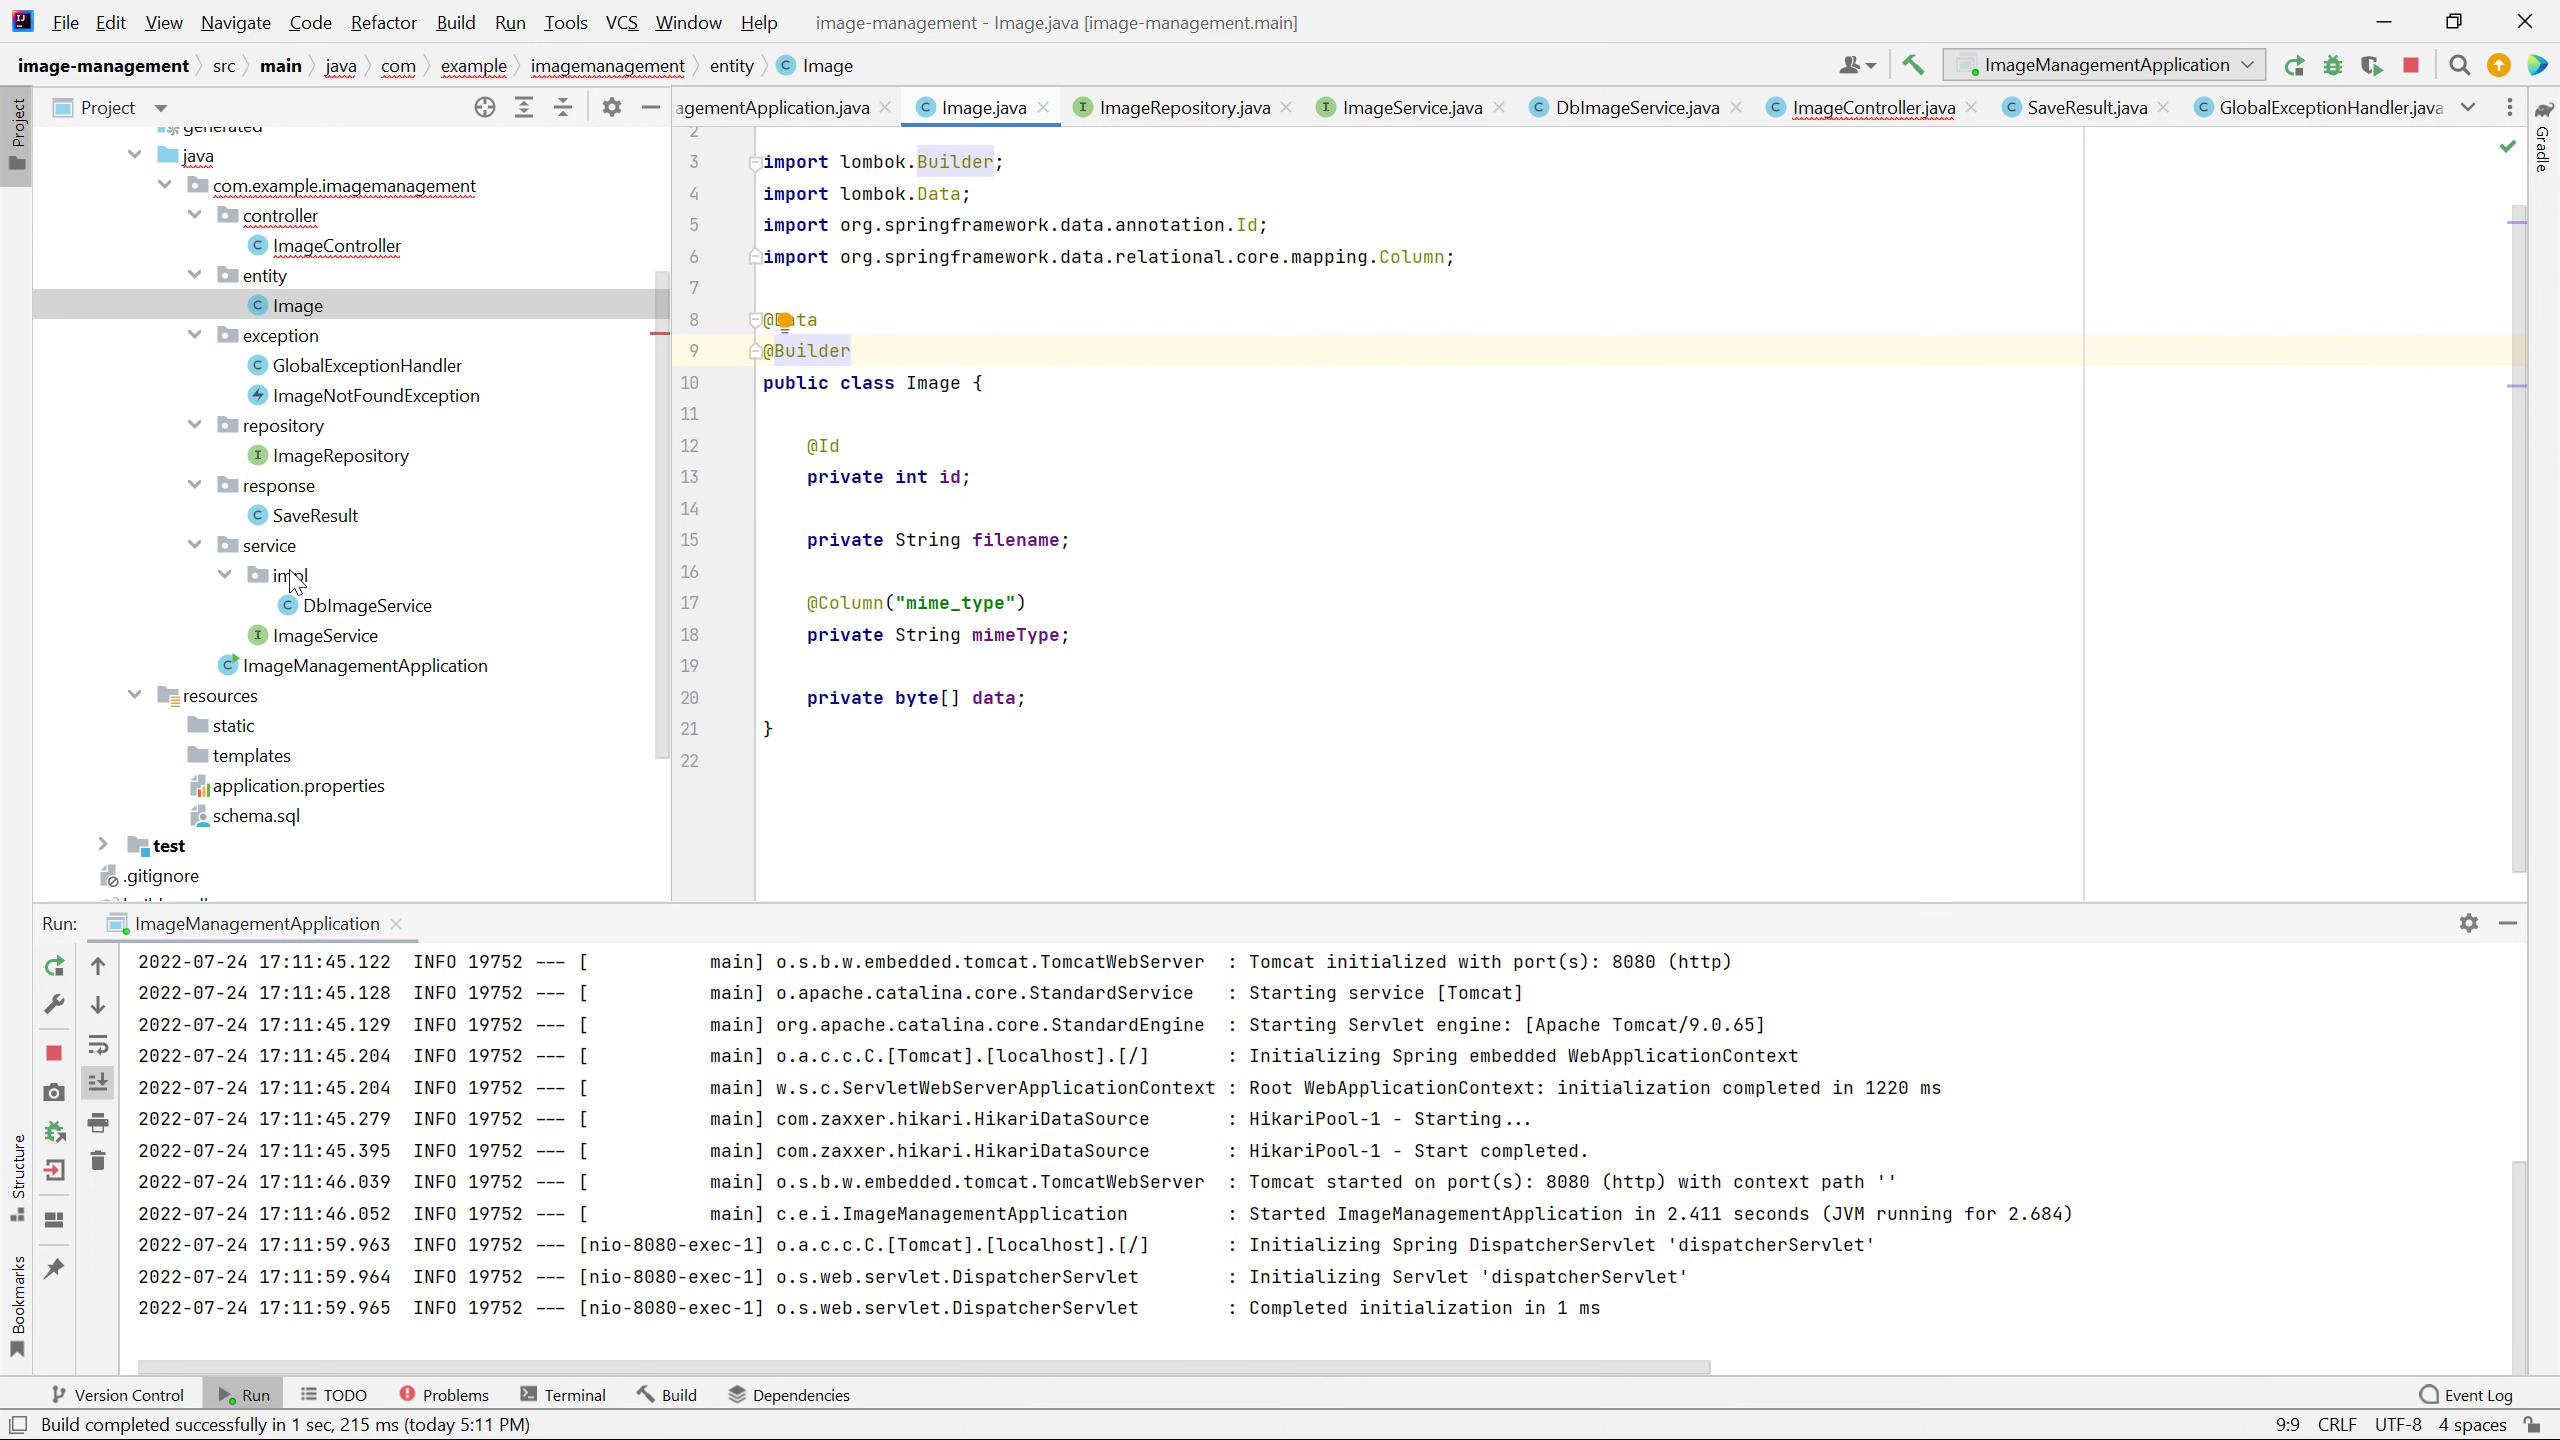 File Edit View Navigate Code Refactor Build Run Tools VCS Window Help image-management - Image.java [image-management.main]
image-management src main java com example imagemanagement entity Image ImageManagementApplication
Project
agementApplication.java Image.java ImageRepository.java ImageService.java DbImageService.java ImageController.java SaveResult.java GlobalExceptionHandler.java
Project
Gradle
generated
java
com.example.imagemanagement
controller
ImageController
entity
Image
exception
GlobalExceptionHandler
ImageNotFoundException
repository
ImageRepository
response
SaveResult
service
impl
DbImageService
ImageService
ImageManagementApplication
resources
static
templates
application.properties
schema.sql
test
.gitignore
2
3 import lombok.Builder;
4 import lombok.Data;
5 import org.springframework.data.annotation.Id;
6 import org.springframework.data.relational.core.mapping.Column;
7
8 @Data
9 @Builder
10 public class Image {
11
12 @Id
13 private int id;
14
15 private String filename;
16
17 @Column("mime_type")
18 private String mimeType;
19
20 private byte[] data;
21 }
22
Run: ImageManagementApplication
2022-07-24 17:11:45.122 INFO 19752 --- [ main] o.s.b.w.embedded.tomcat.TomcatWebServer : Tomcat initialized with port(s): 8080 (http)
2022-07-24 17:11:45.128 INFO 19752 --- [ main] o.apache.catalina.core.StandardService : Starting service [Tomcat]
2022-07-24 17:11:45.129 INFO 19752 --- [ main] org.apache.catalina.core.StandardEngine : Starting Servlet engine: [Apache Tomcat/9.0.65]
2022-07-24 17:11:45.204 INFO 19752 --- [ main] o.a.c.c.C.[Tomcat].[localhost].[/] : Initializing Spring embedded WebApplicationContext
2022-07-24 17:11:45.204 INFO 19752 --- [ main] w.s.c.ServletWebServerApplicationContext : Root WebApplicationContext: initialization completed in 1220 ms
2022-07-24 17:11:45.279 INFO 19752 --- [ main] com.zaxxer.hikari.HikariDataSource : HikariPool-1 - Starting...
2022-07-24 17:11:45.395 INFO 19752 --- [ main] com.zaxxer.hikari.HikariDataSource : HikariPool-1 - Start completed.
2022-07-24 17:11:46.039 INFO 19752 --- [ main] o.s.b.w.embedded.tomcat.TomcatWebServer : Tomcat started on port(s): 8080 (http) with context path ''
2022-07-24 17:11:46.052 INFO 19752 --- [ main] c.e.i.ImageManagementApplication : Started ImageManagementApplication in 2.411 seconds (JVM running for 2.684)
2022-07-24 17:11:59.963 INFO 19752 --- [nio-8080-exec-1] o.a.c.c.C.[Tomcat].[localhost].[/] : Initializing Spring DispatcherServlet 'dispatcherServlet'
2022-07-24 17:11:59.964 INFO 19752 --- [nio-8080-exec-1] o.s.web.servlet.DispatcherServlet : Initializing Servlet 'dispatcherServlet'
2022-07-24 17:11:59.965 INFO 19752 --- [nio-8080-exec-1] o.s.web.servlet.DispatcherServlet : Completed initialization in 1 ms
Structure
Bookmarks
Version Control Run TODO Problems Terminal Build Dependencies Event Log
Build completed successfully in 1 sec, 215 ms (today 5:11 PM) 9:9 CRLF UTF-8 4 spaces